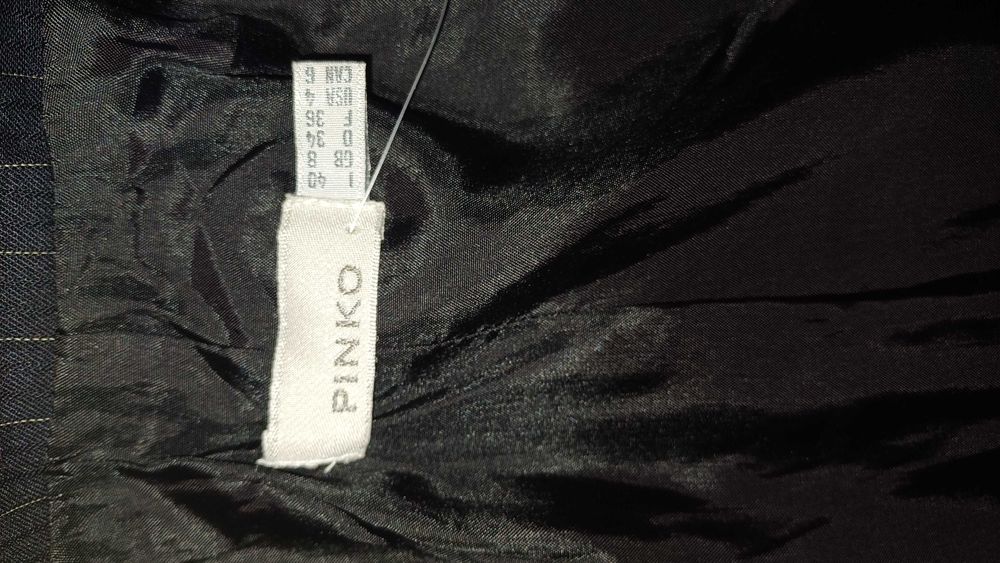 PINKO
I 40
GB 8
D 34
F 36
USA 4
CAN 6